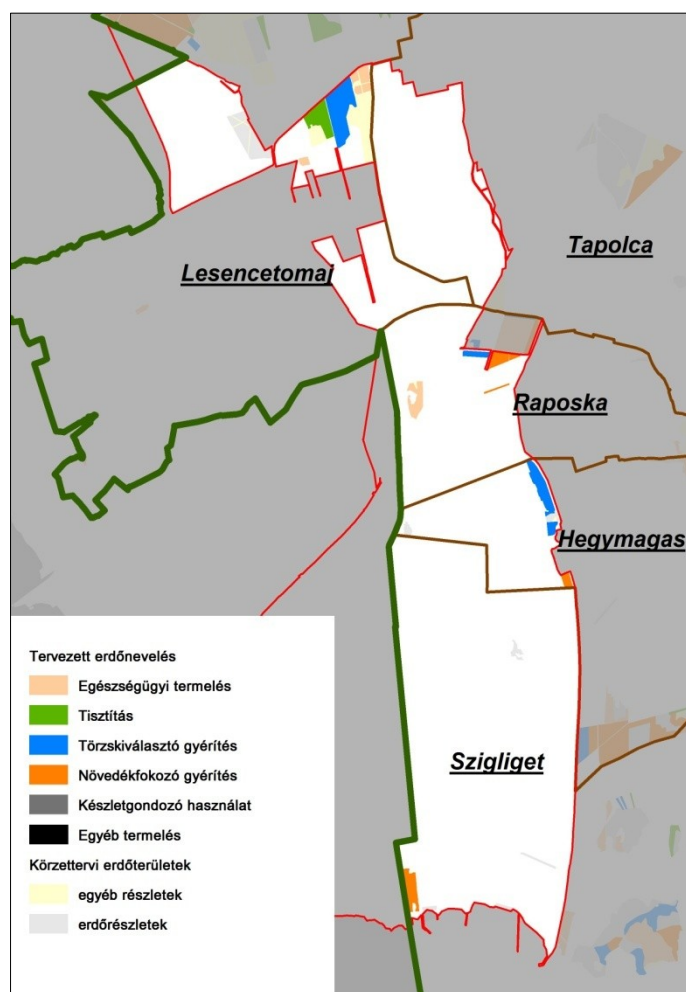 Tapolca
Lesencetomaj
Raposka
Hegymagas
Szigliget
Tervezett erdőnevelés
Egészségügyi termelés
Tisztítás
Törzskiválasztó gyérítés
Növedékfokozó gyérítés
Készletgondozó használat
Egyéb termelés
Körzettervi erdőterületek
egyéb részletek
erdőrészletek